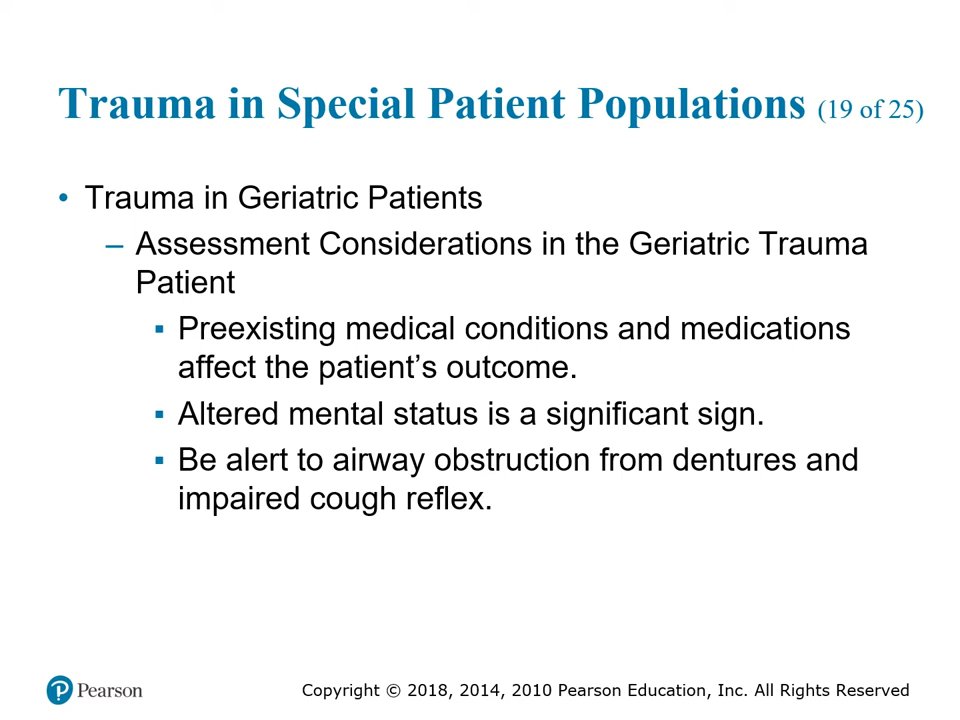 Trauma in Special Patient Populations (19 of 25)
• Trauma in Geriatric Patients
– Assessment Considerations in the Geriatric Trauma
Patient
▪ Preexisting medical conditions and medications
affect the patient’s outcome.
▪ Altered mental status is a significant sign.
▪ Be alert to airway obstruction from dentures and
impaired cough reflex.
Pearson
Copyright © 2018, 2014, 2010 Pearson Education, Inc. All Rights Reserved